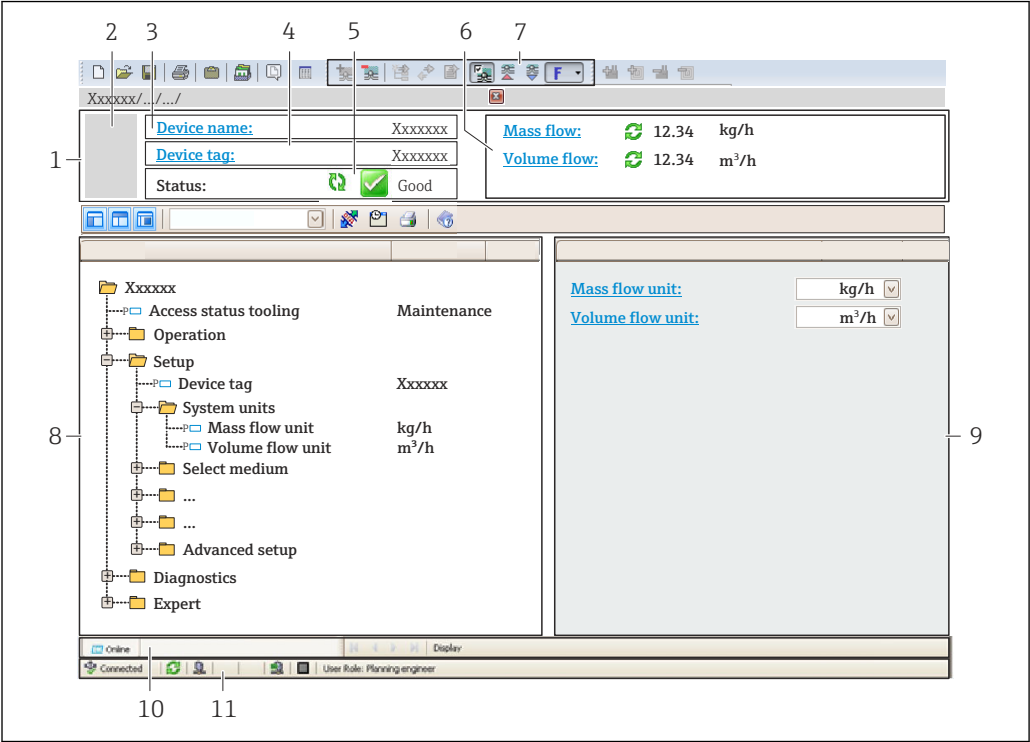 2 3 4 5 6 7
F
Xxxxxx/.../.../
1
Device name: Xxxxxxx
Device tag: Xxxxxxx
Status: Good
Mass flow: 12.34 kg/h
Volume flow: 12.34 m³/h
Xxxxxx
P Access status tooling Maintenance
Operation
Setup
P Device tag Xxxxxx
System units
P Mass flow unit kg/h
P Volume flow unit m³/h
Select medium
...
...
Advanced setup
Diagnostics
Expert
8
Mass flow unit: kg/h
Volume flow unit: m³/h
9
Online Display
Connected User Role: Planning engineer
10 11